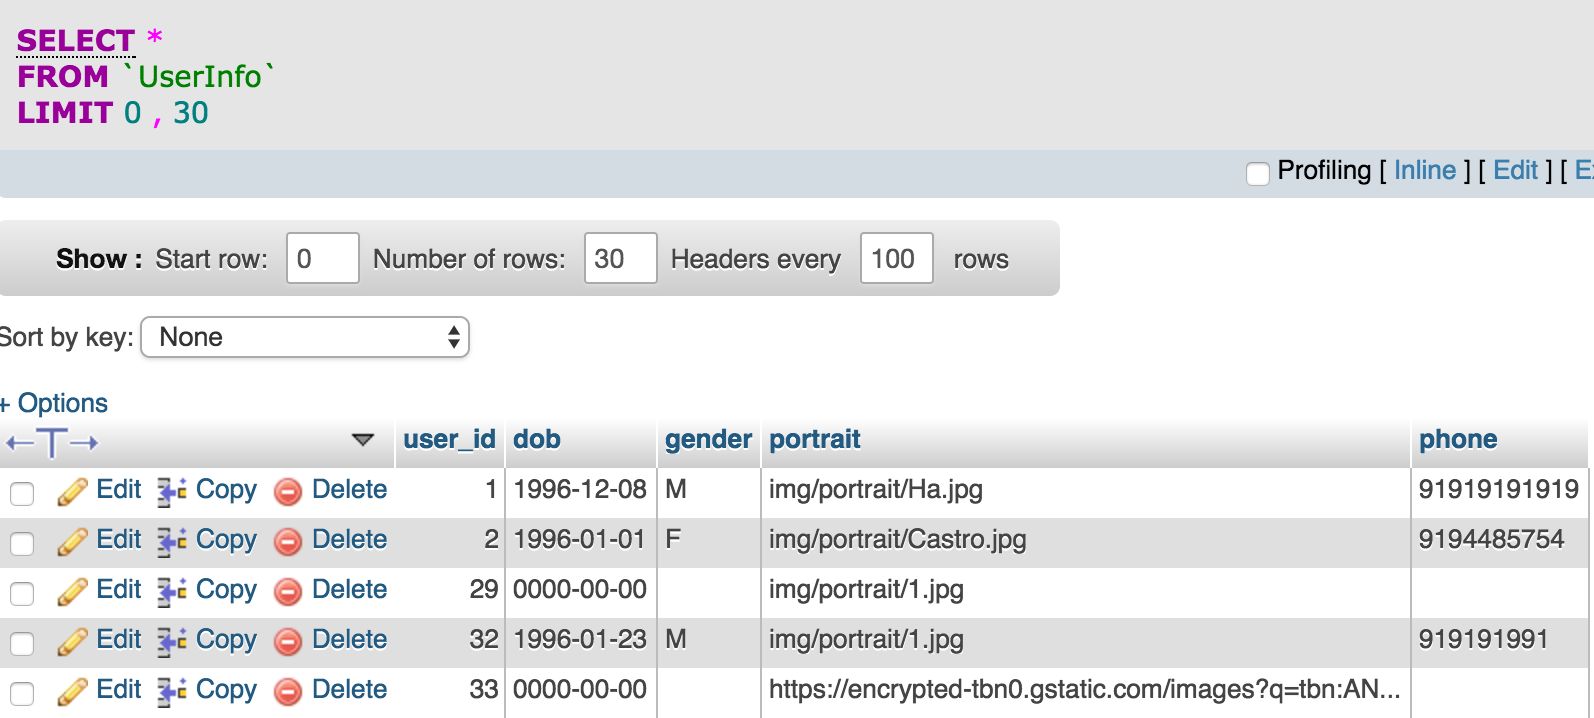 SELECT *
FROM `UserInfo`
LIMIT 0 , 30
Profiling [ Inline ] [ Edit ] [
Show : Start row: 0 Number of rows: 30 Headers every 100 rows
Sort by key: None
+ Options
←T→ user_id dob gender portrait phone
Edit Copy Delete 1 1996-12-08 M img/portrait/Ha.jpg 91919191919
Edit Copy Delete 2 1996-01-01 F img/portrait/Castro.jpg 9194485754
Edit Copy Delete 29 0000-00-00 img/portrait/1.jpg
Edit Copy Delete 32 1996-01-23 M img/portrait/1.jpg 919191991
Edit Copy Delete 33 0000-00-00 https://encrypted-tbn0.gstatic.com/images?q=tbn:AN...